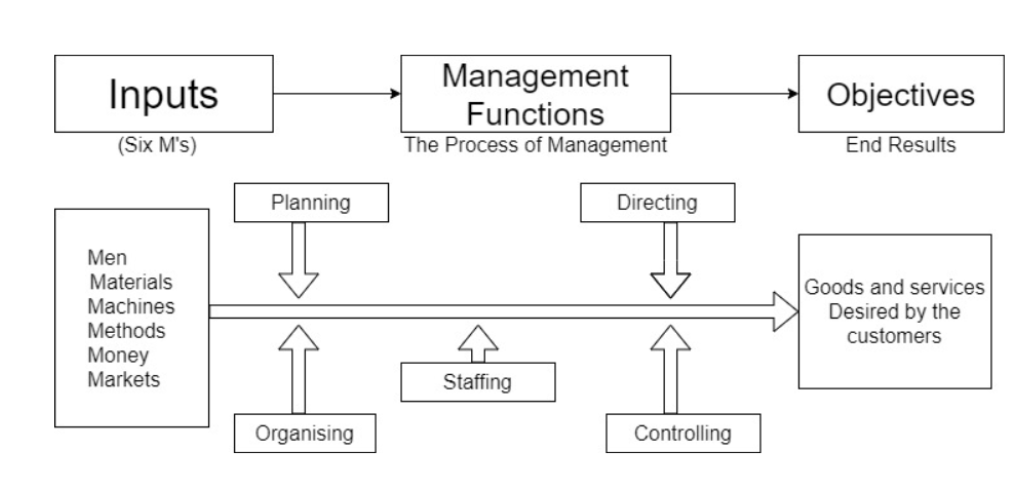 Inputs
Management
Functions
Objectives
(Six M's)
The Process of Management
End Results
Planning
Directing
Men
Materials
Machines
Methods
Money
Markets
Goods and services
Desired by the
customers
Staffing
Organising
Controlling